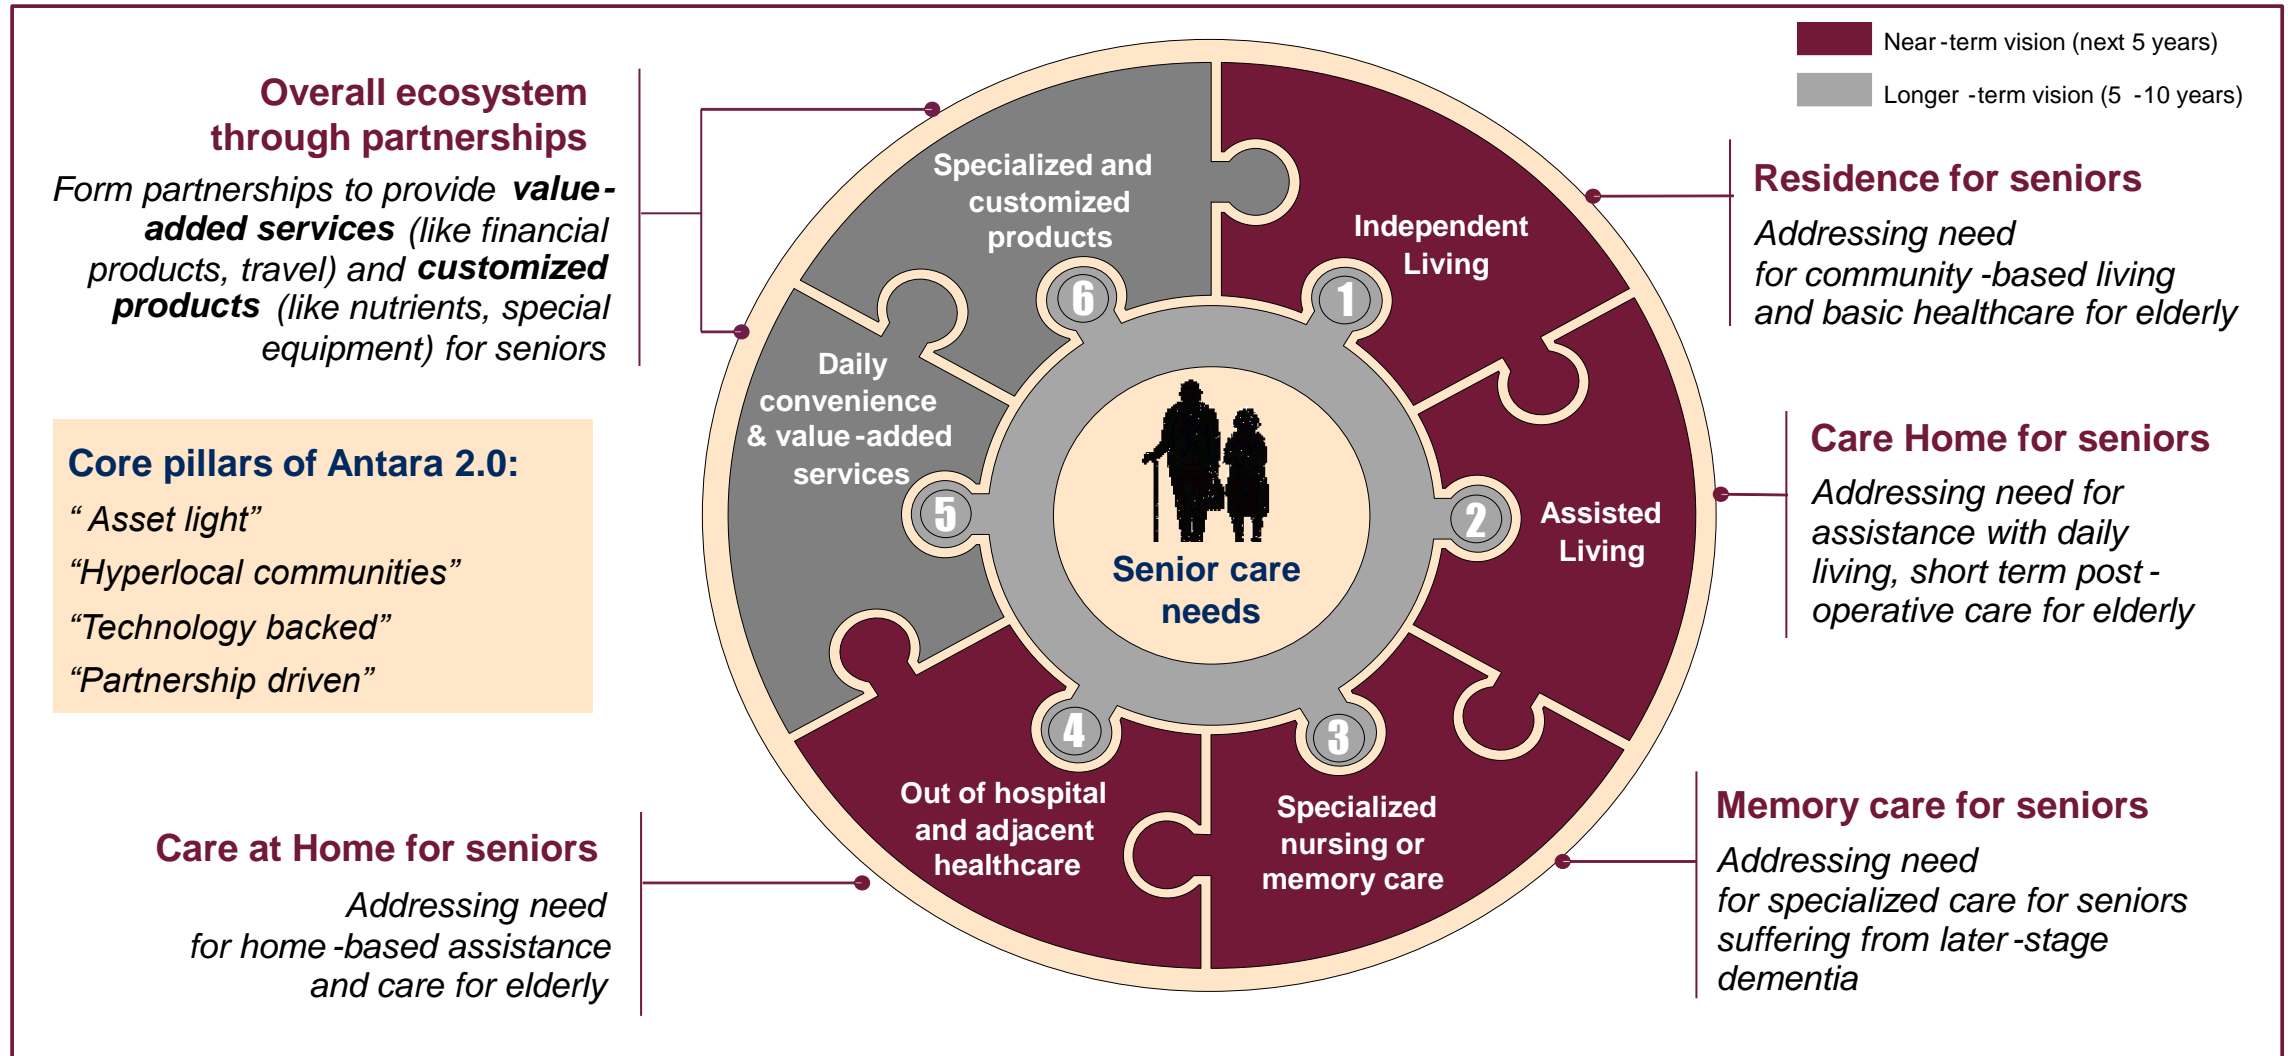 Near-term vision (next 5 years)
Longer-term vision (5-10 years)
Overall ecosystem
through partnerships
Form partnerships to provide value-
added services (like financial
products, travel) and customized
products (like nutrients, special
equipment) for seniors
Core pillars of Antara 2.0:
“ Asset light”
“Hyperlocal communities”
“Technology backed”
“Partnership driven”
Care at Home for seniors
Addressing need
for home-based assistance
and care for elderly
Specialized and
customized
products
6
Independent
Living
1
Daily
convenience
& value-added
services
5
Senior care
needs
2
Assisted
Living
4
Out of hospital
and adjacent
healthcare
3
Specialized
nursing or
memory care
Residence for seniors
Addressing need
for community-based living
and basic healthcare for elderly
Care Home for seniors
Addressing need for
assistance with daily
living, short term post-
operative care for elderly
Memory care for seniors
Addressing need
for specialized care for seniors
suffering from later-stage
dementia